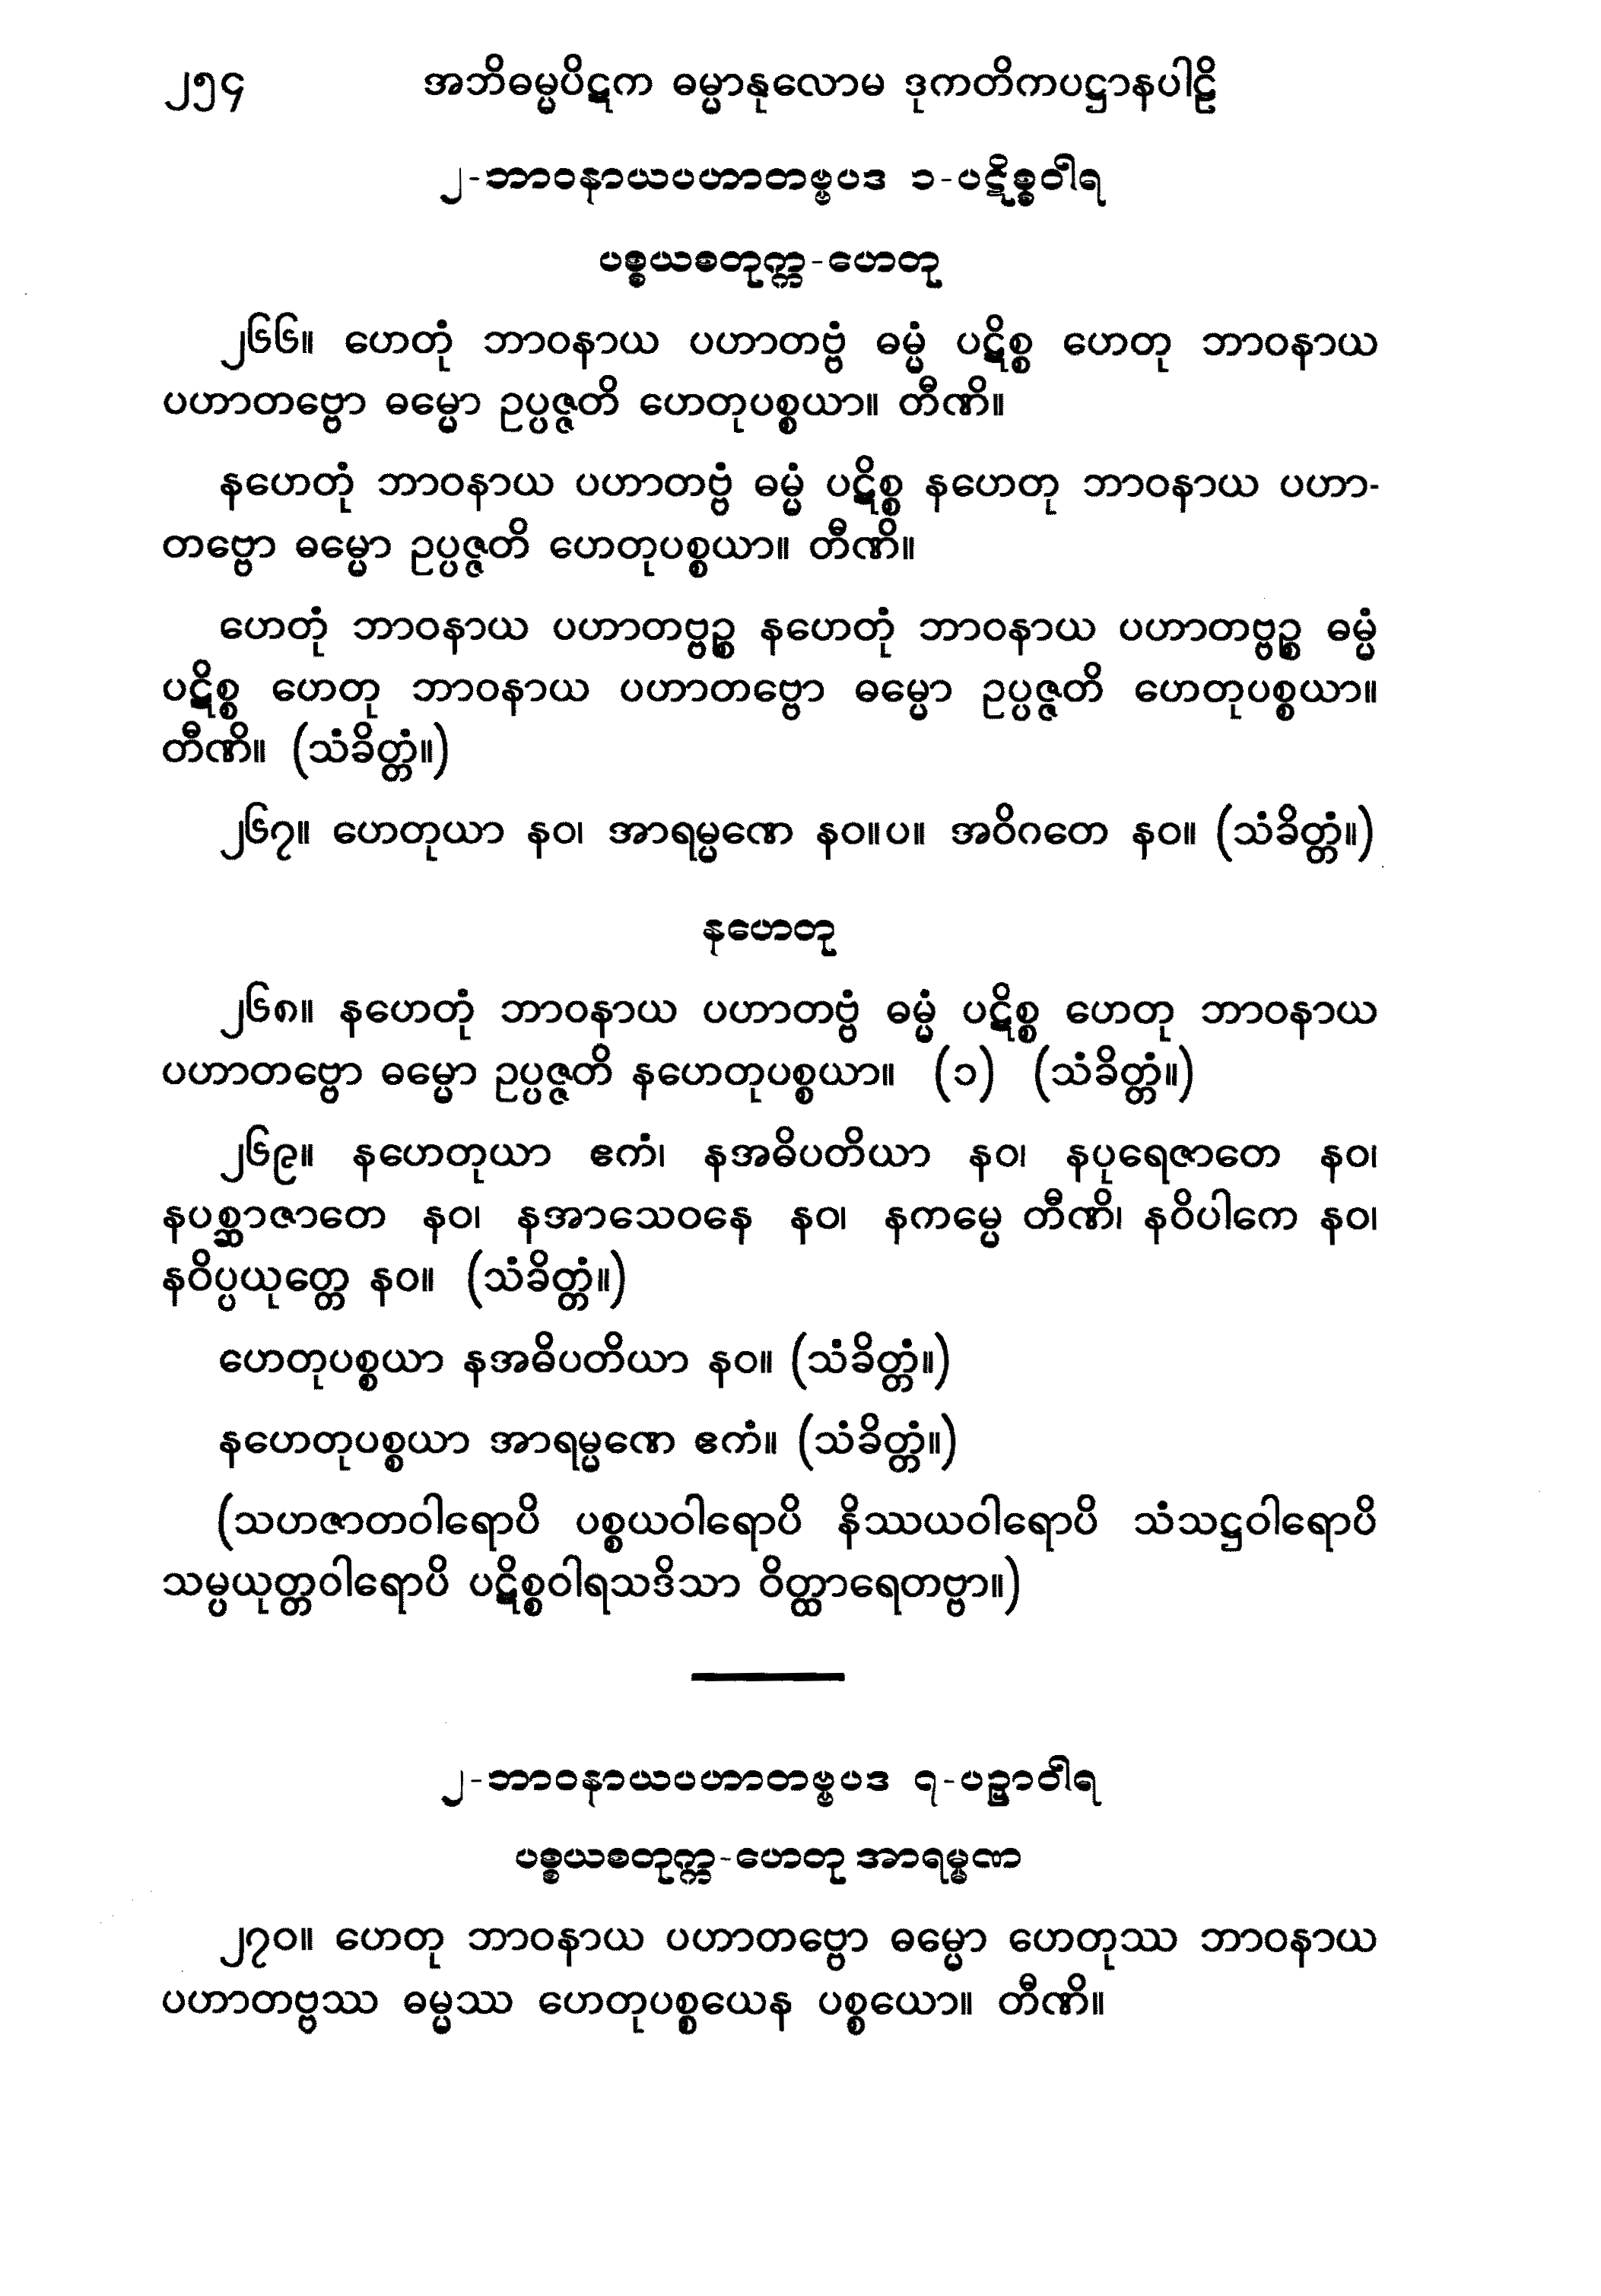 ၂၅၄ အဘိဓမ္မပိဋက ဓမ္မာနုလောမ ဒုကတိကပဋ္ဌာနပါဠိ
၂-ဘာဝနာယပဟာတဗ္ဗပဒ ၁-ပဋိစ္စဝါရ
ပစ္စယစတုက္က-ဟေတု
၂၆၆။ ဟေတုံ ဘာဝနာယ ပဟာတဗ္ဗံ ဓမ္မံ ပဋိစ္စ ဟေတု ဘာဝနာယ
ပဟာတဗ္ဗော ဓမ္မော ဥပ္ပဇ္ဇတိ ဟေတုပစ္စယာ။ တီဏိ။
နဟေတုံ ဘာဝနာယ ပဟာတဗ္ဗံ ဓမ္မံ ပဋိစ္စ နဟေတု ဘာဝနာယ ပဟာ-
တဗ္ဗော ဓမ္မော ဥပ္ပဇ္ဇတိ ဟေတုပစ္စယာ။ တီဏိ။
ဟေတုံ ဘာဝနာယ ပဟာတဗ္ဗဉ္စ နဟေတုံ ဘာဝနာယ ပဟာတဗ္ဗဉ္စ ဓမ္မံ
ပဋိစ္စ ဟေတု ဘာဝနာယ ပဟာတဗ္ဗော ဓမ္မော ဥပ္ပဇ္ဇတိ ဟေတုပစ္စယာ။
တီဏိ။ (သံခိတ္တံ။)
၂၆၇။ ဟေတုယာ နဝ၊ အာရမ္မဏေ နဝ။ပ။ အဝိဂတေ နဝ။ (သံခိတ္တံ။)
နဟေတု
၂၆၈။ နဟေတုံ ဘာဝနာယ ပဟာတဗ္ဗံ ဓမ္မံ ပဋိစ္စ ဟေတု ဘာဝနာယ
ပဟာတဗ္ဗော ဓမ္မော ဥပ္ပဇ္ဇတိ နဟေတုပစ္စယာ။ (၁) (သံခိတ္တံ။)
၂၆၉။ နဟေတုယာ ဧကံ၊ နအဓိပတိယာ နဝ၊ နပုရေဇာတေ နဝ၊
နပစ္ဆာဇာတေ နဝ၊ နအာသေဝနေ နဝ၊ နကမ္မေ တီဏိ၊ နဝိပါကေ နဝ၊
နဝိပ္ပယုတ္တေ နဝ။ (သံခိတ္တံ။)
ဟေတုပစ္စယာ နအဓိပတိယာ နဝ။ (သံခိတ္တံ။)
နဟေတုပစ္စယာ အာရမ္မဏေ ဧကံ။ (သံခိတ္တံ။)
(သဟဇာတဝါရောပိ ပစ္စယဝါရောပိ နိဿယဝါရောပိ သံသဋ္ဌဝါရောပိ
သမ္ပယုတ္တဝါရောပိ ပဋိစ္စဝါရသဒိသာ ဝိတ္ထာရေတဗ္ဗာ။)
၂-ဘာဝနာယပဟာတဗ္ဗပဒ ၇-ပဉှာဝါရ
ပစ္စယစတုက္က-ဟေတု အာရမ္မဏ
၂၇၀။ ဟေတု ဘာဝနာယ ပဟာတဗ္ဗော ဓမ္မော ဟေတုဿ ဘာဝနာယ
ပဟာတဗ္ဗဿ ဓမ္မဿ ဟေတုပစ္စယေန ပစ္စယော။ တီဏိ။